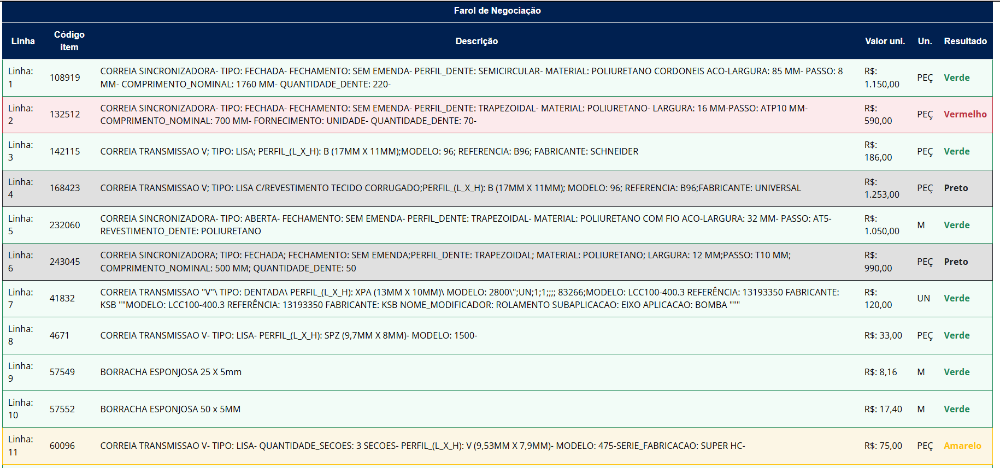 Farol de Negociação
Linha Código item Descrição Valor uni. Un. Resultado
Linha: 1 108919 CORREIA SINCRONIZADORA- TIPO: FECHADA- FECHAMENTO: SEM EMENDA- PERFIL_DENTE: SEMICIRCULAR- MATERIAL: POLIURETANO CORDONEIS ACO-LARGURA: 85 MM- PASSO: 8 MM- COMPRIMENTO_NOMINAL: 1760 MM- QUANTIDADE_DENTE: 220- R$: 1.150,00 PEÇ Verde
Linha: 2 132512 CORREIA SINCRONIZADORA- TIPO: FECHADA- FECHAMENTO: SEM EMENDA- PERFIL_DENTE: TRAPEZOIDAL- MATERIAL: POLIURETANO- LARGURA: 16 MM-PASSO: ATP10 MM- COMPRIMENTO_NOMINAL: 700 MM- FORNECIMENTO: UNIDADE- QUANTIDADE_DENTE: 70- R$: 590,00 PEÇ Vermelho
Linha: 3 142115 CORREIA TRANSMISSAO V; TIPO: LISA; PERFIL_(L_X_H): B (17MM X 11MM);MODELO: 96; REFERENCIA: B96; FABRICANTE: SCHNEIDER R$: 186,00 PEÇ Verde
Linha: 4 168423 CORREIA TRANSMISSAO V; TIPO: LISA C/REVESTIMENTO TECIDO CORRUGADO;PERFIL_(L_X_H): B (17MM X 11MM); MODELO: 96; REFERENCIA: B96;FABRICANTE: UNIVERSAL R$: 1.253,00 PEÇ Preto
Linha: 5 232060 CORREIA SINCRONIZADORA- TIPO: ABERTA- FECHAMENTO: SEM EMENDA- PERFIL_DENTE: TRAPEZOIDAL- MATERIAL: POLIURETANO COM FIO ACO-LARGURA: 32 MM- PASSO: AT5- REVESTIMENTO_DENTE: POLIURETANO R$: 1.050,00 M Verde
Linha: 6 243045 CORREIA SINCRONIZADORA; TIPO: FECHADA; FECHAMENTO: SEM EMENDA;PERFIL_DENTE: TRAPEZOIDAL; MATERIAL: POLIURETANO; LARGURA: 12 MM;PASSO: T10 MM; COMPRIMENTO_NOMINAL: 500 MM; QUANTIDADE_DENTE: 50 R$: 990,00 PEÇ Preto
Linha: 7 41832 CORREIA TRANSMISSAO "V"\ TIPO: DENTADA\ PERFIL_(L_X_H): XPA (13MM X 10MM)\ MODELO: 2800\";UN;1;1;;;; 83266;MODELO: LCC100-400.3 REFERÊNCIA: 13193350 FABRICANTE: KSB ""MODELO: LCC100-400.3 REFERÊNCIA: 13193350 FABRICANTE: KSB NOME_MODIFICADOR: ROLAMENTO SUBAPLICACAO: EIXO APLICACAO: BOMBA """ R$: 120,00 UN Verde
Linha: 8 4671 CORREIA TRANSMISSAO V- TIPO: LISA- PERFIL_(L_X_H): SPZ (9,7MM X 8MM)- MODELO: 1500- R$: 33,00 PEÇ Verde
Linha: 9 57549 BORRACHA ESPONJOSA 25 X 5mm R$: 8,16 M Verde
Linha: 10 57552 BORRACHA ESPONJOSA 50 x 5MM R$: 17,40 M Verde
Linha: 11 60096 CORREIA TRANSMISSAO V- TIPO: LISA- QUANTIDADE_SECOES: 3 SECOES- PERFIL_(L_X_H): V (9,53MM X 7,9MM)- MODELO: 475-SERIE_FABRICACAO: SUPER HC- R$: 75,00 PEÇ Amarelo